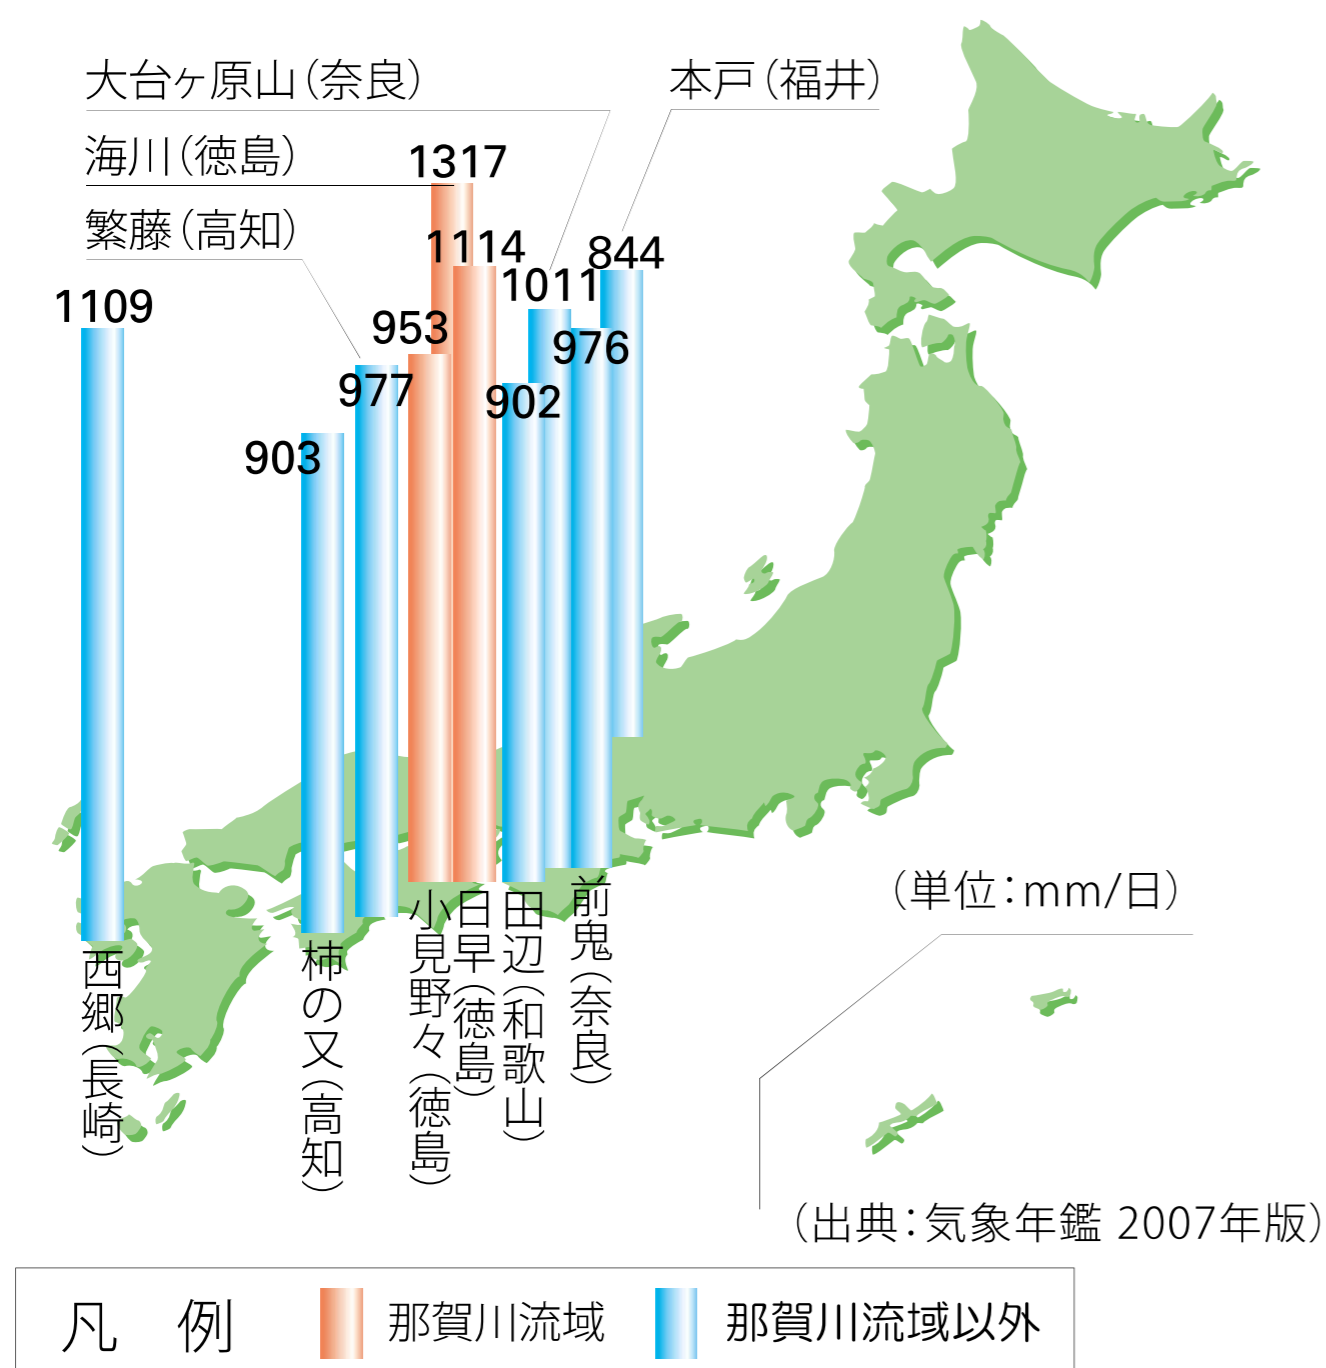 大台ヶ原山（奈良）
本戸（福井）
海川（徳島）
繁藤（高知）
1317
1114
844
1011
1109
953
976
977
902
903
西郷（長崎）
柿の又（高知）
小見野々（徳島）
日早（徳島）
田辺（和歌山）
前鬼（奈良）
（単位：mm/日）
（出典：気象年鑑 2007年版）
凡　例
那賀川流域
那賀川流域以外